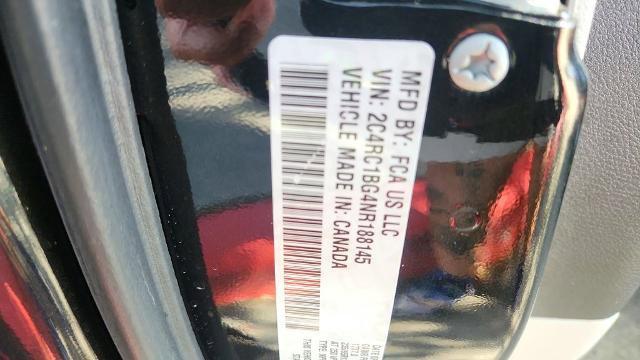 MFD BY: FCA US LLC
VIN: 2C4RC1BG4NR188145
VEHICLE MADE IN: CANADA